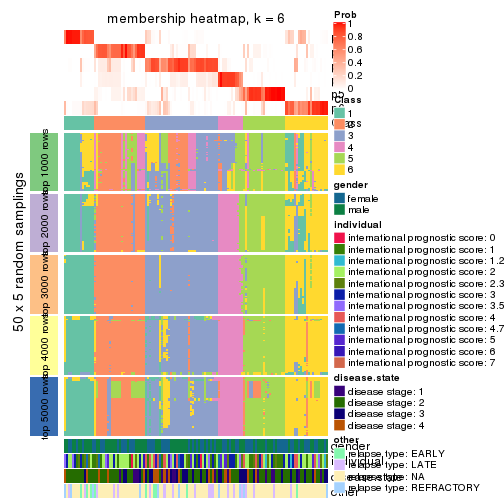 membership heatmap, k = 6
50 x 5 random samplings
top 1000 rows
top 2000 rows
top 3000 rows
top 4000 rows
top 5000 rows
Prob
1
0.8
0.6
0.4
0.2
0
Class
1
2
3
4
5
6
gender
female
male
individual
international prognostic score: 0
international prognostic score: 1
international prognostic score: 1.2
international prognostic score: 2
international prognostic score: 2.3
international prognostic score: 3
international prognostic score: 3.5
international prognostic score: 4
international prognostic score: 4.7
international prognostic score: 5
international prognostic score: 6
international prognostic score: 7
disease.state
disease stage: 1
disease stage: 2
disease stage: 3
disease stage: 4
other
relapse type: EARLY
relapse type: LATE
relapse type: NA
relapse type: REFRACTORY
gender
individual
disease.state
other